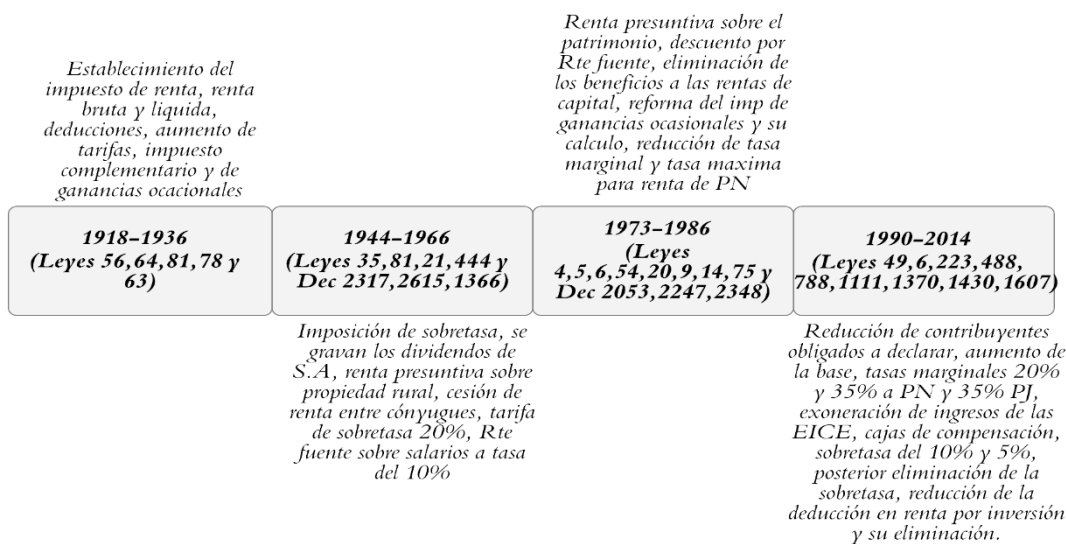 Establecimiento del
impuesto de renta, renta
bruta y liquida,
deducciones, aumento de
tarifas, impuesto
complementario y de
ganancias ocacionales
1918–1936
(Leyes 56,64,81,78 y
63)
1944–1966
(Leyes 35,81,21,444 y
Dec 2317,2615,1366)
Imposición de sobretasa, se
gravan los dividendos de
S.A, renta presuntiva sobre
propiedad rural, cesión de
renta entre cónyugues, tarifa
de sobretasa 20%, Rte
fuente sobre salarios a tasa
del 10%
Renta presuntiva sobre el
patrimonio, descuento por
Rte fuente, eliminación de
los beneficios a las rentas de
capital, reforma del imp de
ganancias ocasionales y su
calculo, reducción de tasa
marginal y tasa maxima
para renta de PN
1973–1986
(Leyes
4,5,6,54,20,9,14,75 y
Dec 2053,2247,2348)
1990–2014
(Leyes 49,6,223,488,
788,1111,1370,1430,1607)
Reducción de contribuyentes
obligados a declarar, aumento de
la base, tasas marginales 20%
y 35% a PN y 35% PJ,
exoneración de ingresos de las
EICE, cajas de compensación,
sobretasa del 10% y 5%,
posterior eliminación de la
sobretasa, reducción de la
deducción en renta por inversión
y su eliminación.